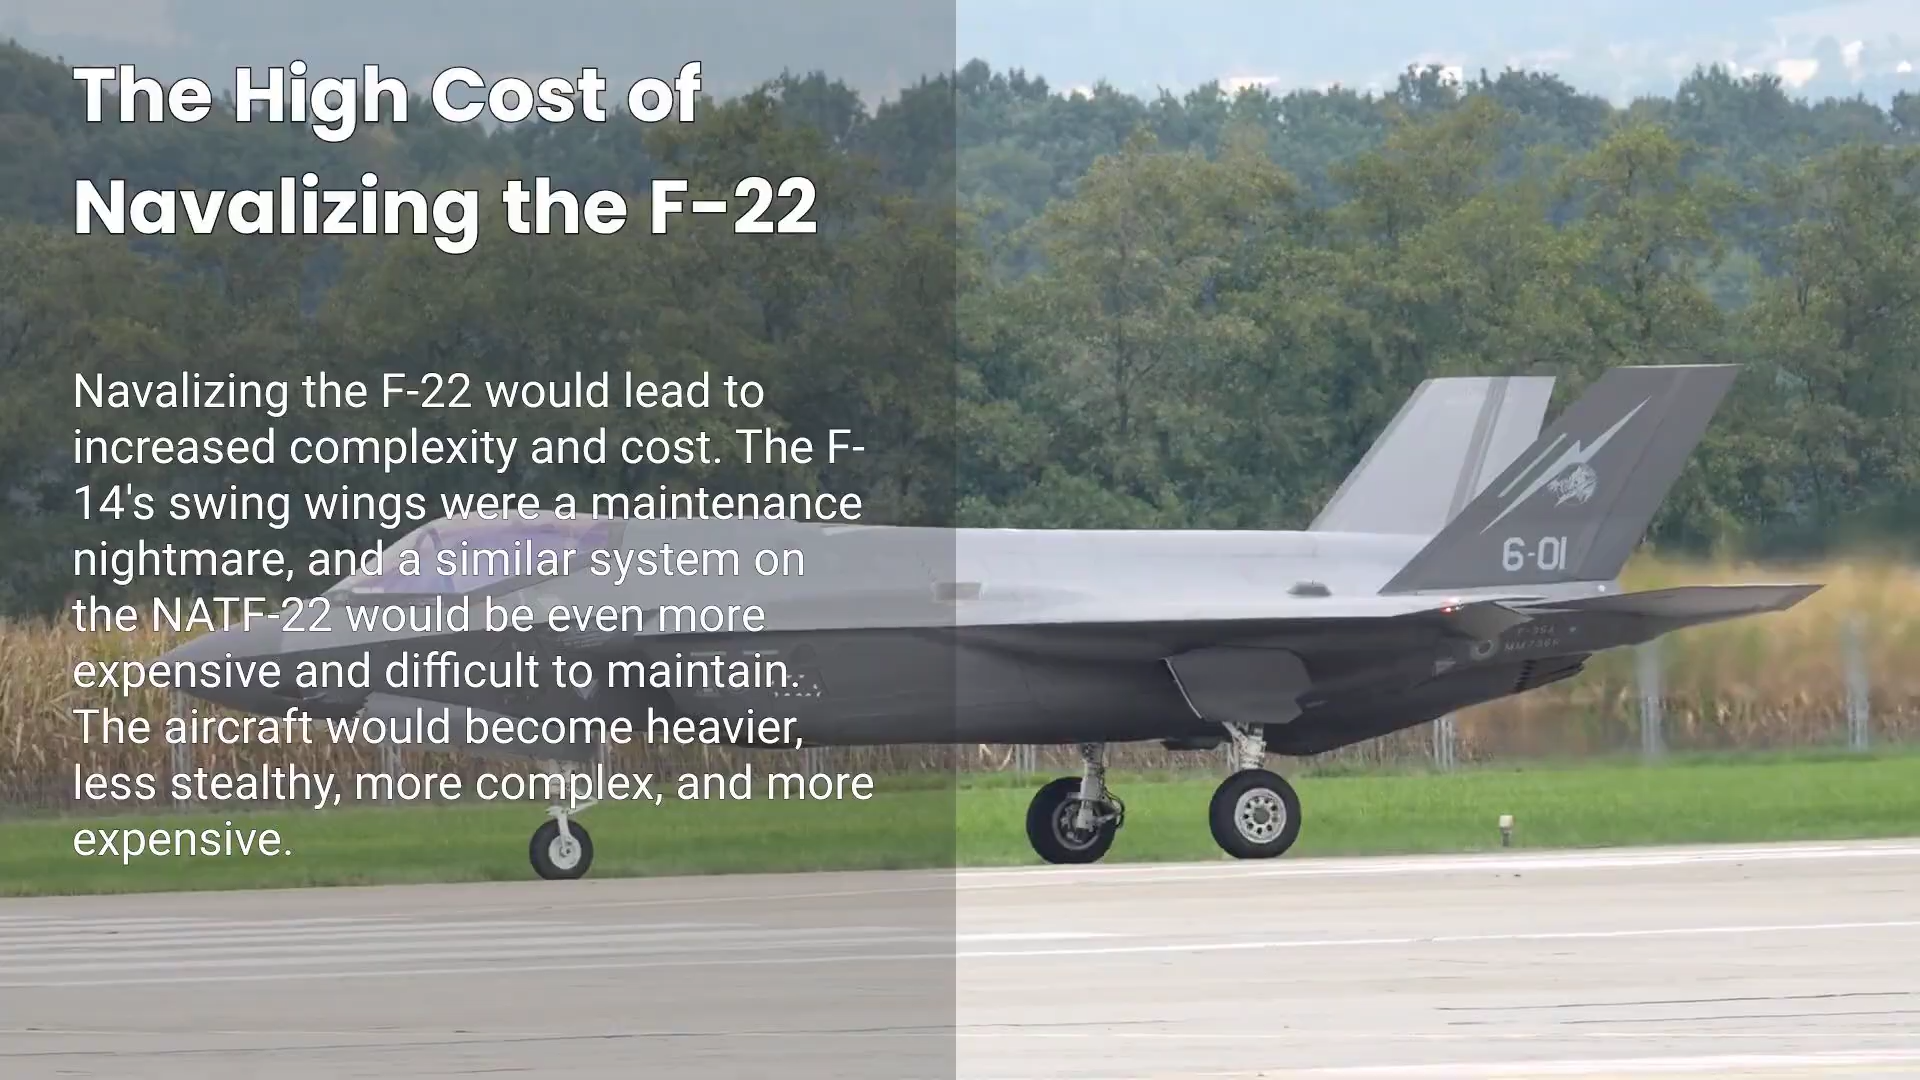 The High Cost of
Navalizing the F-22
Navalizing the F-22 would lead to
increased complexity and cost. The F-
14's swing wings were a maintenance
nightmare, and a similar system on
the NATF-22 would be even more
expensive and difficult to maintain.
The aircraft would become heavier,
less stealthy, more complex, and more
expensive.
6-01
F-35A